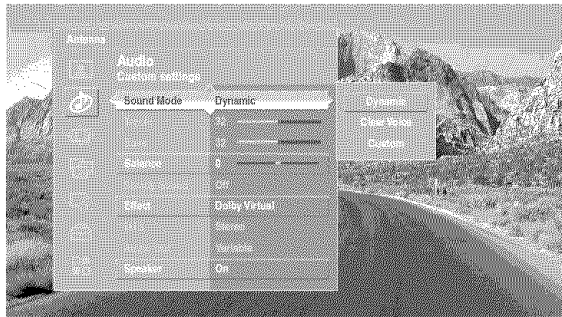 Antenna
Audio
Custom settings
Sound Mode Dynamic
Dynamic
Clear Voice
32
Custom
Balance 0
Off
Effect Dolby Virtual
Stereo
Variable
Speaker On